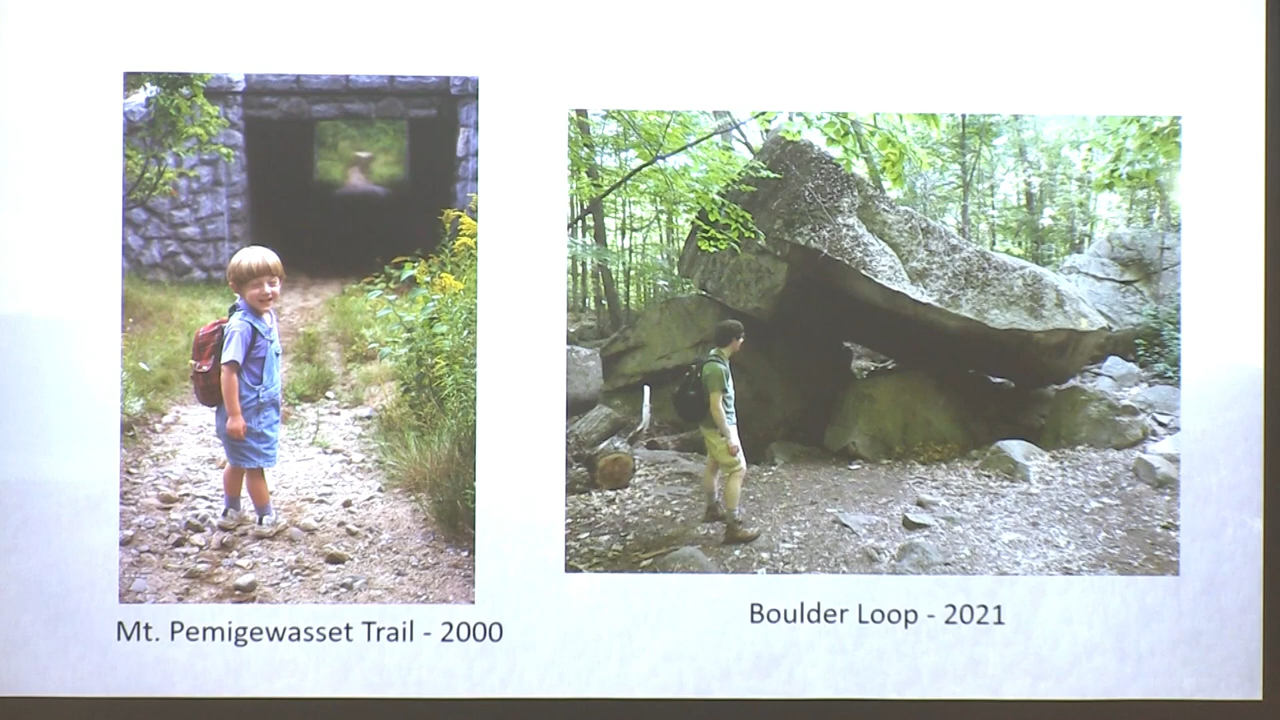 Mt. Pemigewasset Trail - 2000
Boulder Loop - 2021